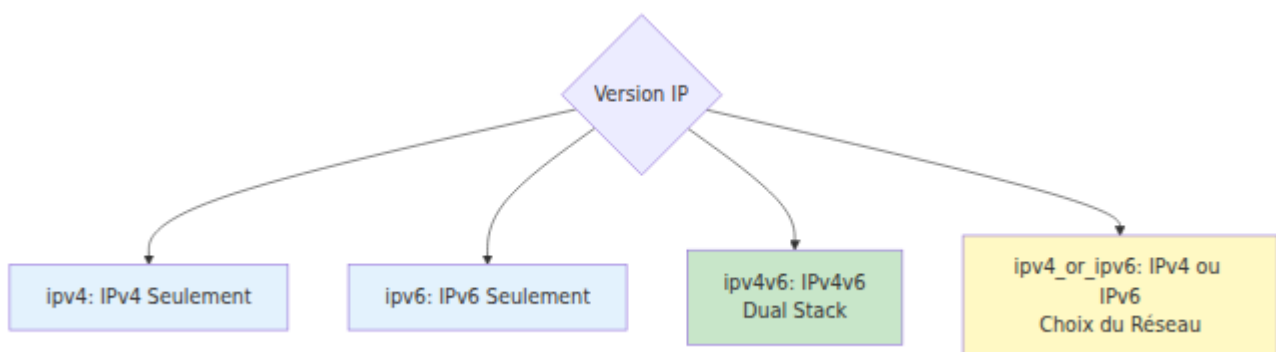 Version IP
ipv4: IPv4 Seulement
ipv6: IPv6 Seulement
ipv4v6: IPv4v6
Dual Stack
ipv4_or_ipv6: IPv4 ou
IPv6
Choix du Réseau